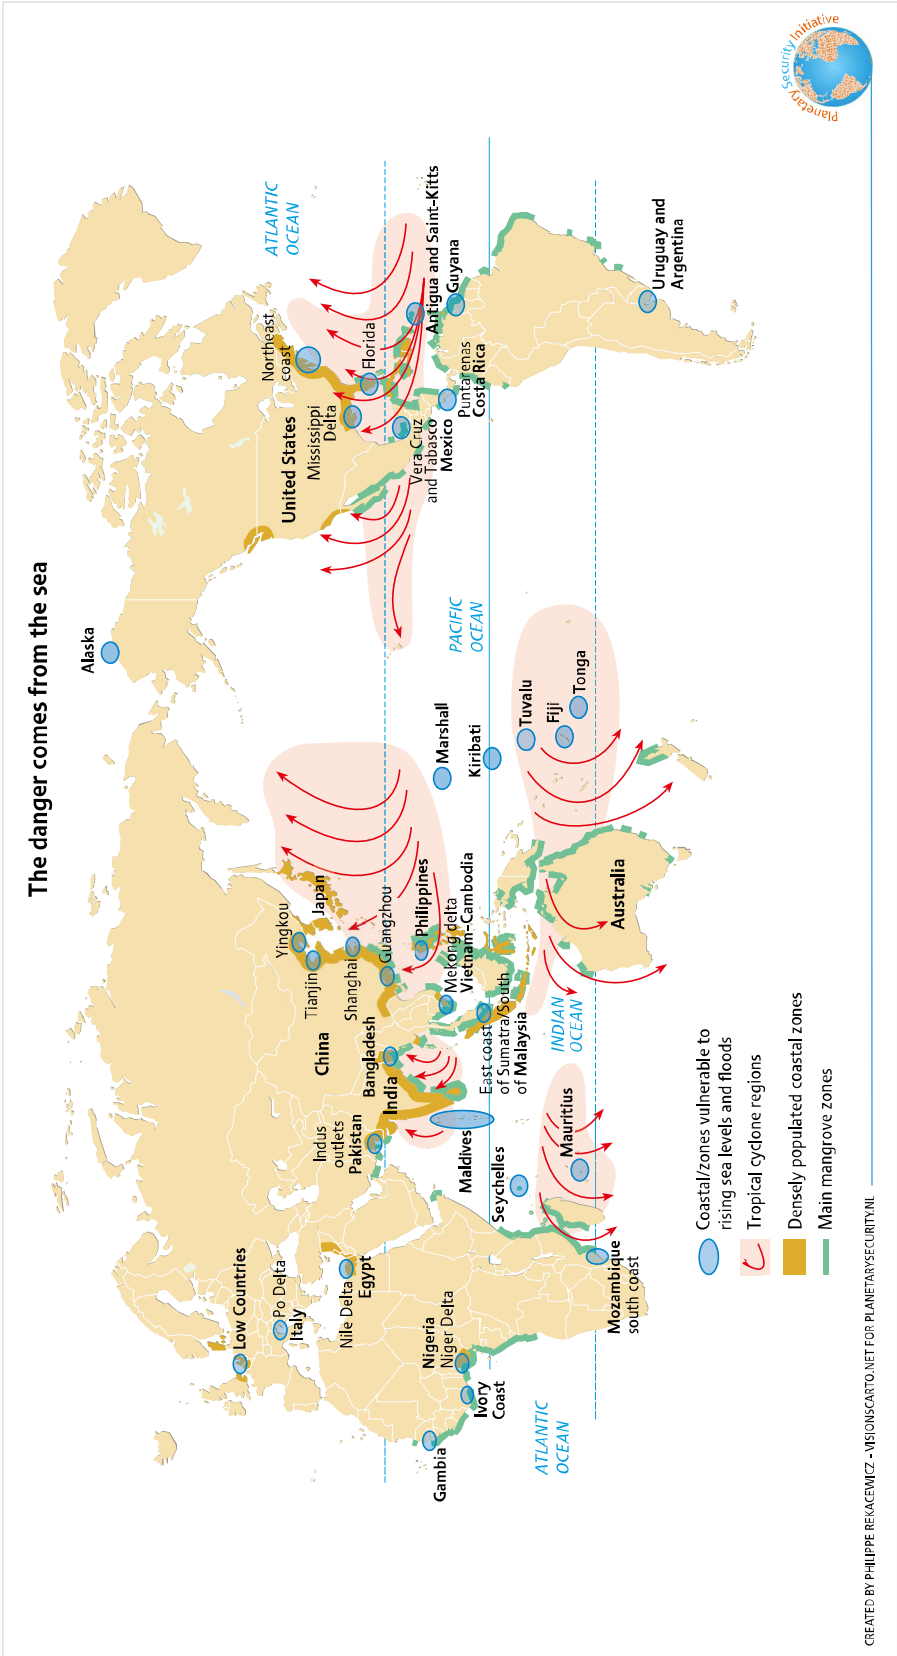 The danger comes from the sea
Planetary Security Initiative
Alaska
ATLANTIC
OCEAN
Northeast
coast
United States
Mississippi
Delta
Florida
Antigua and Saint-Kitts
Guyana
Vera Cruz
and Tabasco
Mexico
Puntarenas
Costa Rica
Uruguay and
Argentina
PACIFIC
OCEAN
Marshall
Kiribati
Tuvalu
Fiji
Tonga
Low Countries
Po Delta
Italy
Nile Delta
Egypt
Nigeria
Niger Delta
Ivory
Coast
Gambia
ATLANTIC
OCEAN
Mozambique
south coast
Indus
outlets
Pakistan
India
Bangladesh
China
Yingkou
Tianjin
Shanghai
Japan
Guangzhou
Philippines
Mekong delta
Vietnam-Cambodia
East coast
of Sumatra/South
of Malaysia
Maldives
Seychelles
Mauritius
INDIAN
OCEAN
Australia
Coastal/zones vulnerable to
rising sea levels and floods
Tropical cyclone regions
Densely populated coastal zones
Main mangrove zones
CREATED BY PHILIPPE REKACEWICZ - VISIONSCARTO.NET FOR PLANETARYSECURITY.NL